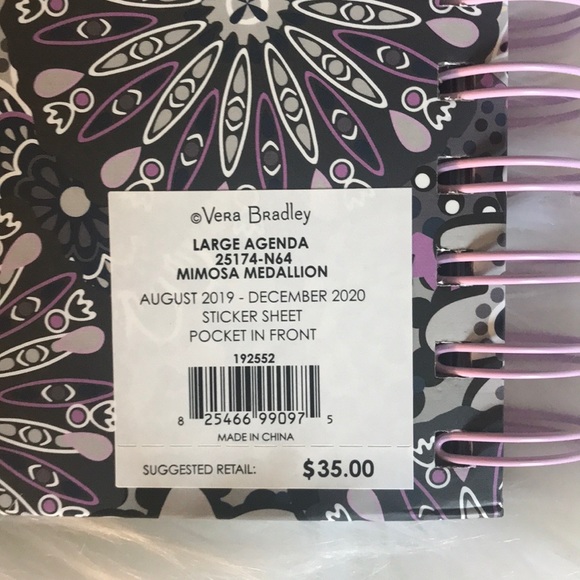 ©Vera Bradley
LARGE AGENDA
25174-N64
MIMOSA MEDALLION
AUGUST 2019 - DECEMBER 2020
STICKER SHEET
POCKET IN FRONT
192552
8 25466 99097 5
MADE IN CHINA
SUGGESTED RETAIL: $35.00